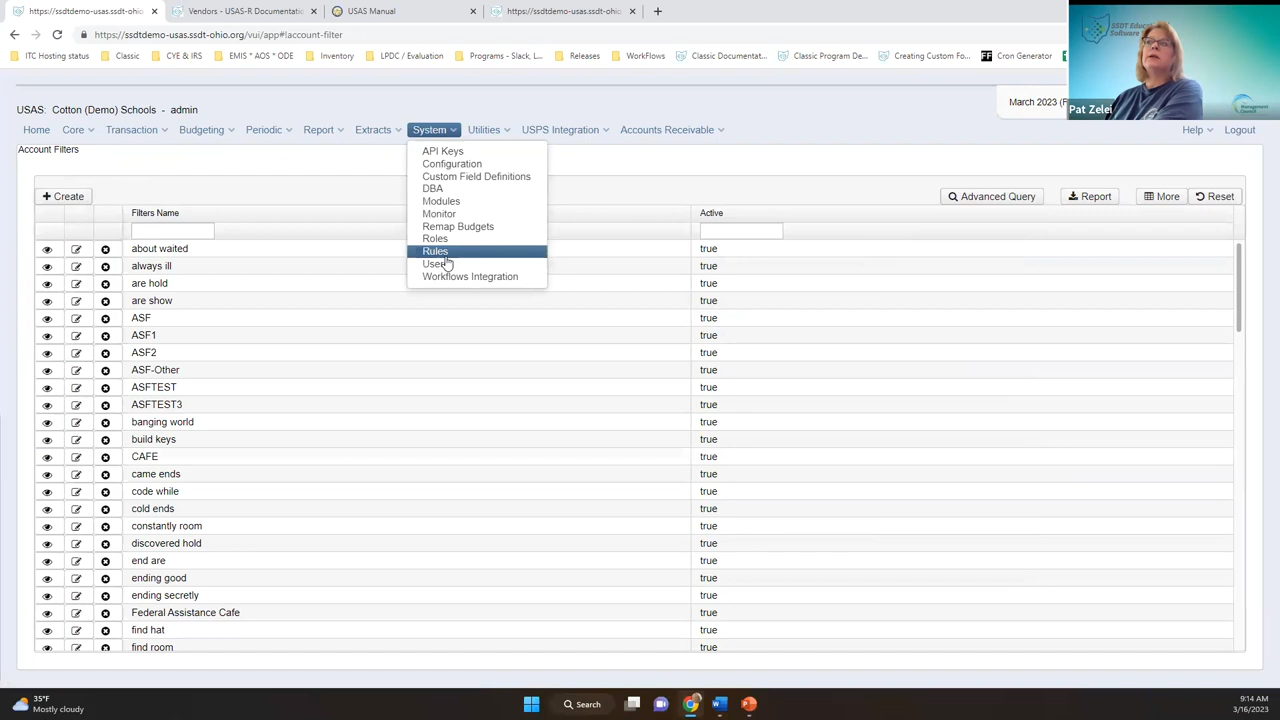 https://ssdtdemo-usas.ssdt-ohio
Vendors - USAS-R Documentatio
USAS Manual
https://ssdtdemo-usas.ssdt-ohio.
https://ssdtdemo-usas.ssdt-ohio.org/vui/app#!account-filter
ITC Hosting status
Classic
CYE & IRS
EMIS * AOS * ODE
Inventory
LPDC / Evaluation
Programs - Slack, L...
Releases
WorkFlows
Classic Documentat...
Classic Program De...
Creating Custom Fo...
Cron Generator
SSDT Educa
Software S
Management
Council
Pat Zelei
USAS: Cotton (Demo) Schools - admin
March 2023 (F
Home
Core
Transaction
Budgeting
Periodic
Report
Extracts
System
Utilities
USPS Integration
Accounts Receivable
Help
Logout
Account Filters
API Keys
Configuration
Custom Field Definitions
DBA
Modules
Monitor
Remap Budgets
Roles
Rules
Users
Workflows Integration
Create
Advanced Query
Report
More
Reset
Filters Name
Active
about waited true
always ill true
are hold true
are show true
ASF true
ASF1 true
ASF2 true
ASF-Other true
ASFTEST true
ASFTEST3 true
banging world true
build keys true
CAFE true
came ends true
code while true
cold ends true
constantly room true
discovered hold true
end are true
ending good true
ending secretly true
Federal Assistance Cafe true
find hat true
find room true
35°F
Mostly cloudy
Search
9:14 AM
3/16/2023